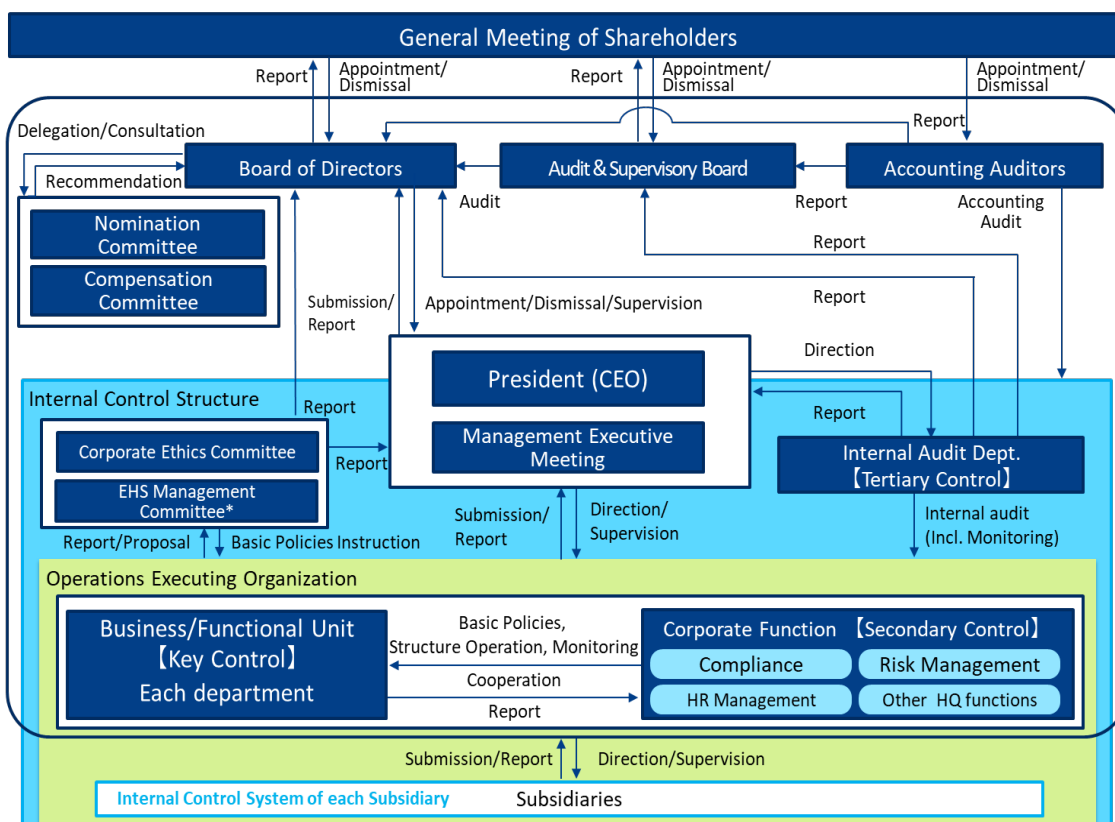 General Meeting of Shareholders
Report
Appointment/
Dismissal
Report
Appointment/
Dismissal
Appointment/
Dismissal
Delegation/Consultation
Report
Board of Directors
Audit & Supervisory Board
Accounting Auditors
Recommendation
Audit
Report
Accounting
Audit
Nomination
Committee
Compensation
Committee
Report
Report
Submission/
Report
Appointment/Dismissal/Supervision
Direction
President (CEO)
Management Executive
Meeting
Internal Control Structure
Report
Report
Corporate Ethics Committee
EHS Management
Committee*
Report
Internal Audit Dept.
【Tertiary Control】
Report/Proposal
Basic Policies Instruction
Submission/
Report
Direction/
Supervision
Internal audit
(Incl. Monitoring)
Operations Executing Organization
Business/Functional Unit
【Key Control】
Each department
Basic Policies,
Structure Operation, Monitoring
Cooperation
Report
Corporate Function 【Secondary Control】
Compliance
Risk Management
HR Management
Other HQ functions
Submission/Report
Direction/Supervision
Internal Control System of each Subsidiary
Subsidiaries